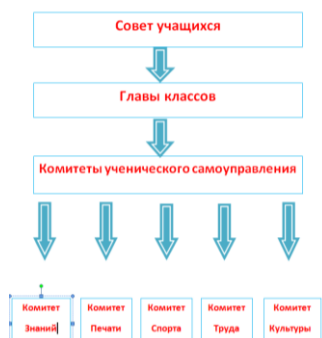 Совет учащихся
Главы классов
Комитеты ученического самоуправления
Комитет Знаний
Комитет Печати
Комитет Спорта
Комитет Труда
Комитет Культуры